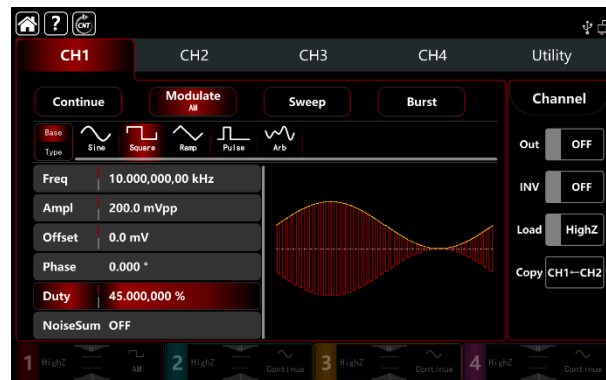 ? CNT
CH1 CH2 CH3 CH4 Utility
Continue Modulate AM Sweep Burst Channel
Base Type Sine Square Ramp Pulse Arb
Out OFF
Freq 10.000,000,00 kHz
INV OFF
Ampl 200.0 mVpp
Offset 0.0 mV
Load HighZ
Phase 0.000 °
Copy CH1←CH2
Duty 45.000,000 %
NoiseSum OFF
1 HighZ AM 2 HighZ Continue 3 HighZ Continue 4 HighZ Continue